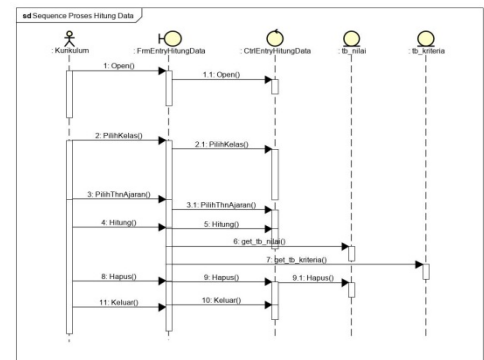 sd Sequence Proses Hitung Data
: Kurikulum
: FrmEntryHitungData
: CtrlEntryHitungData
: tb_nilai
: tb_kriteria
1: Open()
1.1: Open()
2: PilihKelas()
2.1: PilihKelas()
3: PilihThnAjaran()
3.1: PilihThnAjaran()
4: Hitung()
5: Hitung()
6: get_tb_nilai()
7: get_tb_kriteria()
8: Hapus()
9: Hapus()
9.1: Hapus()
11: Keluar()
10: Keluar()